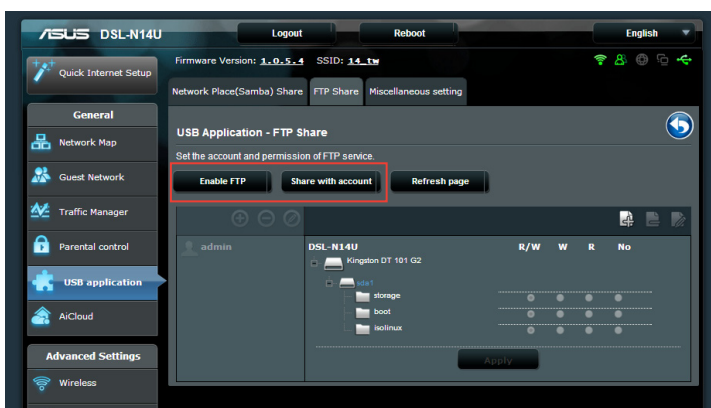 ASUS DSL-N14U Logout Reboot English
Quick Internet Setup
General
Network Map
Guest Network
Traffic Manager
Parental control
USB application
AiCloud
Advanced Settings
Wireless
Firmware Version: 1.0.5.4 SSID: 14_tw
Network Place(Samba) Share FTP Share Miscellaneous setting
USB Application - FTP Share
Set the account and permission of FTP service.
Enable FTP Share with account Refresh page
admin
DSL-N14U R/W W R No
Kingston DT 101 G2
sda1
storage
boot
isolinux
Apply